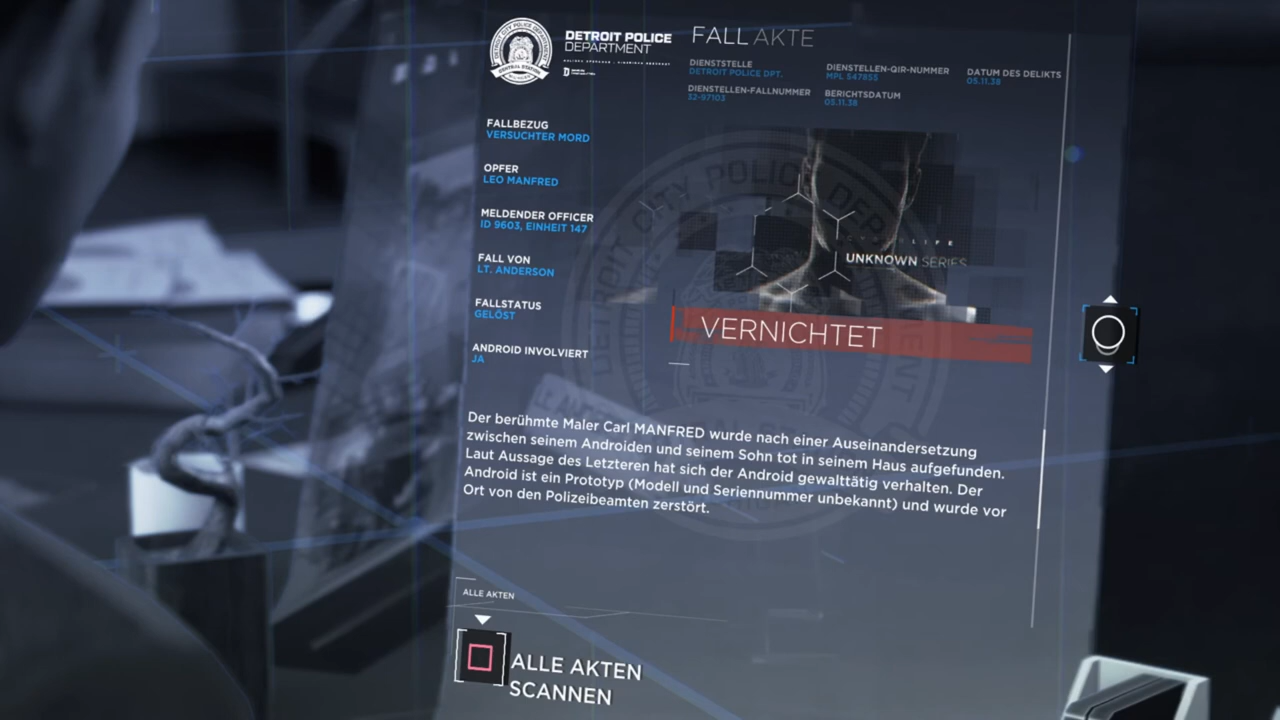 DETROIT POLICE
DEPARTMENT
FALLAKTE
DIENSTSTELLE
DETROIT POLICE DPT.
DIENSTELLEN-QIR-NUMMER
MPL 547855
DATUM DES DELIKTS
05.11.38
DIENSTELLEN-FALLNUMMER
32-97103
BERICHTSDATUM
05.11.38
FALLBEZUG
VERSUCHTER MORD
OPFER
LEO MANFRED
MELDENDER OFFICER
ID 9603, EINHEIT 147
FALL VON
LT. ANDERSON
FALLSTATUS
GELÖST
ANDROID INVOLVIERT
JA
UNKNOWN SERIES
VERNICHTET
Der berühmte Maler Carl MANFRED wurde nach einer Auseinandersetzung
zwischen seinem Androiden und seinem Sohn tot in seinem Haus aufgefunden.
Laut Aussage des Letzteren hat sich der Android gewalttätig verhalten. Der
Android ist ein Prototyp (Modell und Seriennummer unbekannt) und wurde vor
Ort von den Polizeibeamten zerstört.
ALLE AKTEN
ALLE AKTEN
SCANNEN